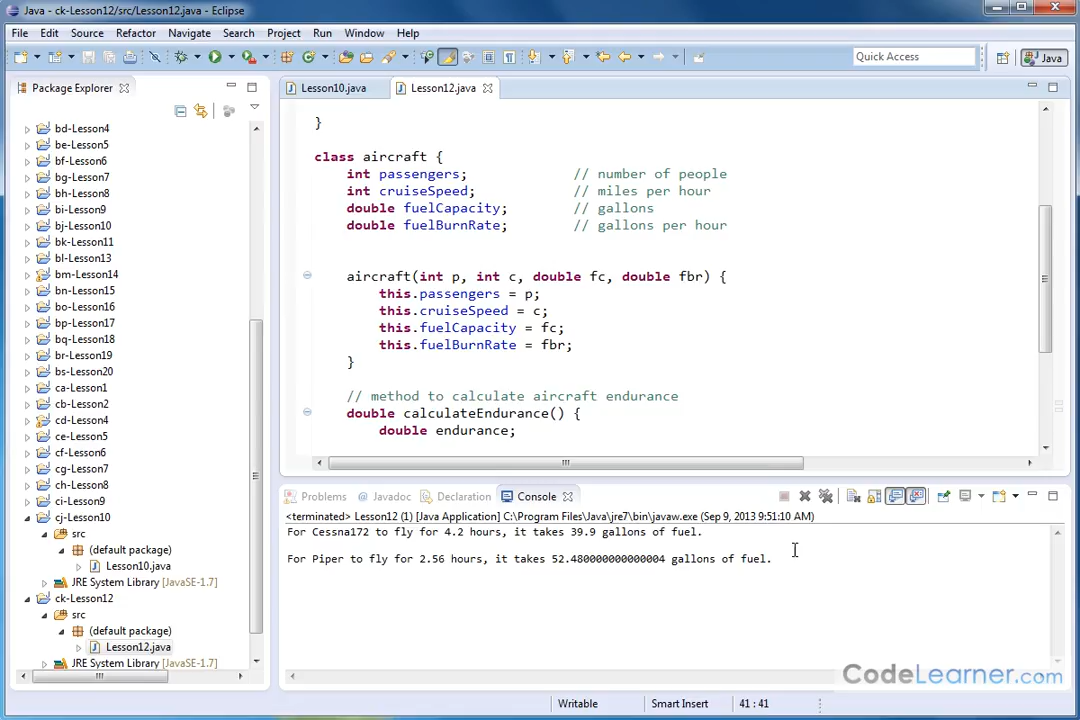 Java - ck-Lesson12/src/Lesson12.java - Eclipse
File Edit Source Refactor Navigate Search Project Run Window Help
Quick Access
Java
Package Explorer
bd-Lesson4
be-Lesson5
bf-Lesson6
bg-Lesson7
bh-Lesson8
bi-Lesson9
bj-Lesson10
bk-Lesson11
bl-Lesson13
bm-Lesson14
bn-Lesson15
bo-Lesson16
bp-Lesson17
bq-Lesson18
br-Lesson19
bs-Lesson20
ca-Lesson1
cb-Lesson2
cd-Lesson4
ce-Lesson5
cf-Lesson6
cg-Lesson7
ch-Lesson8
ci-Lesson9
cj-Lesson10
src
(default package)
Lesson10.java
JRE System Library [JavaSE-1.7]
ck-Lesson12
src
(default package)
Lesson12.java
JRE System Library [JavaSE-1.7]
Lesson10.java Lesson12.java
}
class aircraft {
int passengers; // number of people
int cruiseSpeed; // miles per hour
double fuelCapacity; // gallons
double fuelBurnRate; // gallons per hour
aircraft(int p, int c, double fc, double fbr) {
this.passengers = p;
this.cruiseSpeed = c;
this.fuelCapacity = fc;
this.fuelBurnRate = fbr;
}
// method to calculate aircraft endurance
double calculateEndurance() {
double endurance;
Problems @ Javadoc Declaration Console
<terminated> Lesson12 (1) [Java Application] C:\Program Files\Java\jre7\bin\javaw.exe (Sep 9, 2013 9:51:10 AM)
For Cessna172 to fly for 4.2 hours, it takes 39.9 gallons of fuel.
For Piper to fly for 2.56 hours, it takes 52.480000000000004 gallons of fuel.
CodeLearner.com
Writable Smart Insert 41 : 41